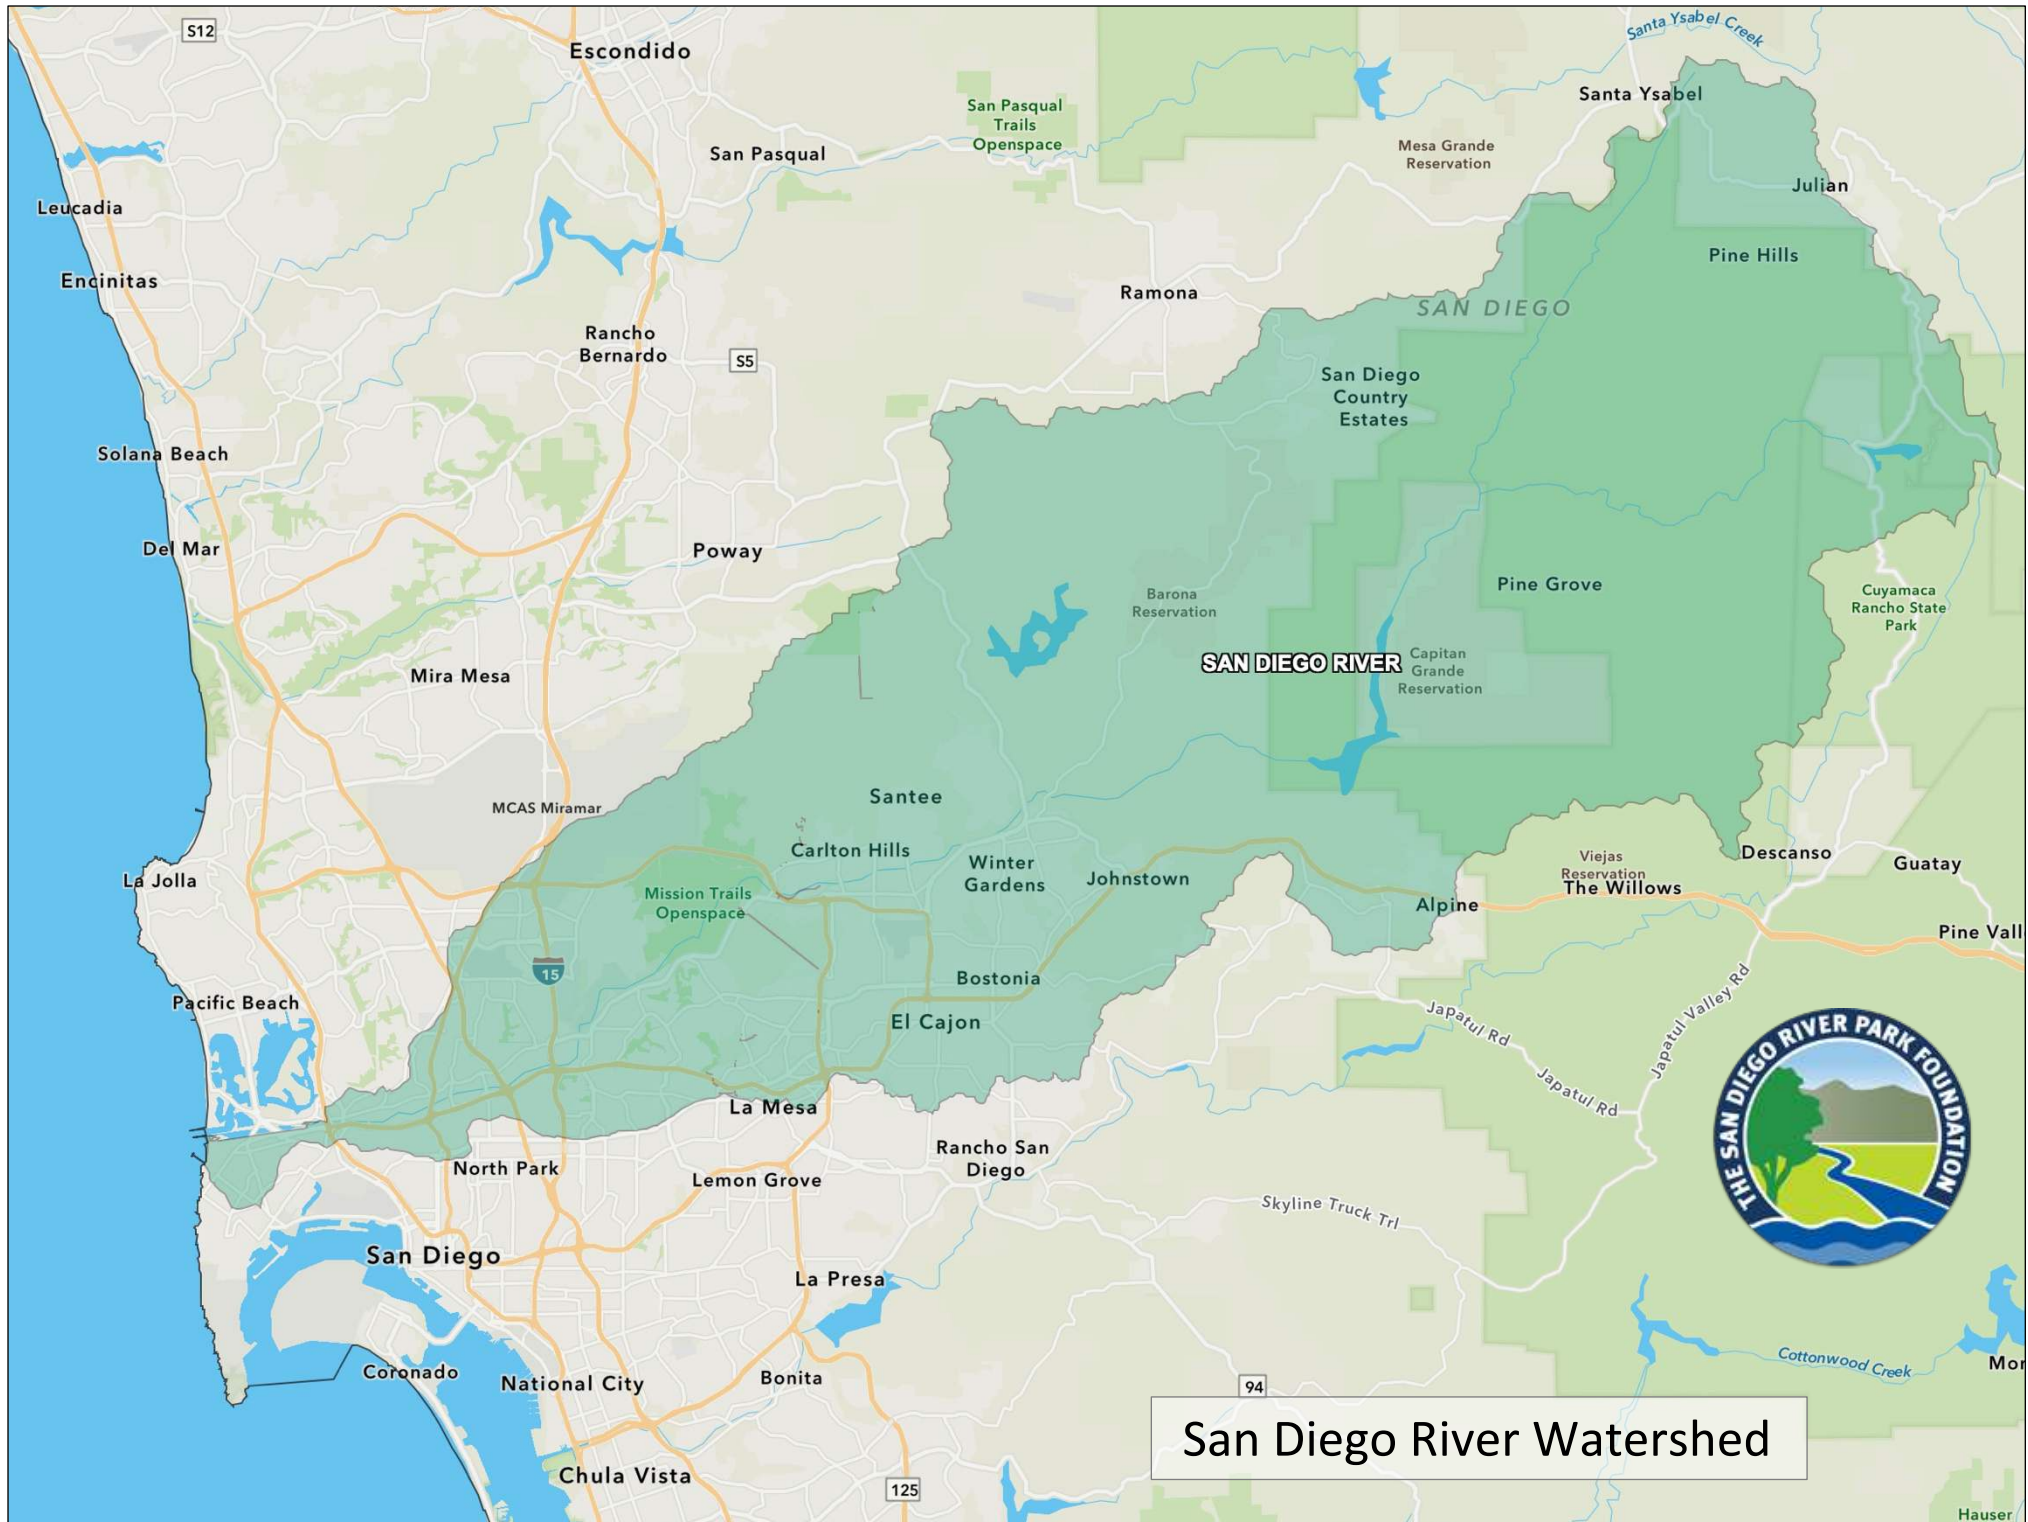 S12
Escondido
Santa Ysabel Creek
San Pasqual
Trails
Openspace
Santa Ysabel
San Pasqual
Mesa Grande
Reservation
Julian
Leucadia
Pine Hills
Encinitas
Ramona
SAN DIEGO
Rancho
Bernardo
S5
San Diego
Country
Estates
Solana Beach
Del Mar
Poway
Barona
Reservation
Pine Grove
Cuyamaca
Rancho State
Park
SAN DIEGO RIVER
Capitan
Grande
Reservation
Mira Mesa
MCAS Miramar
Santee
Carlton Hills
Winter
Gardens
Johnstown
Viejas
Reservation
The Willows
Descanso
Guatay
La Jolla
Mission Trails
Openspace
Alpine
Pine Vall
15
Bostonia
Pacific Beach
El Cajon
Japatul Rd
Japatul Valley Rd
Japatul Rd
THE SAN DIEGO RIVER PARK FOUNDATION
La Mesa
North Park
Rancho San
Diego
Lemon Grove
Skyline Truck Trl
San Diego
La Presa
Coronado
National City
Bonita
94
Cottonwood Creek
Mor
San Diego River Watershed
Chula Vista
125
Hauser